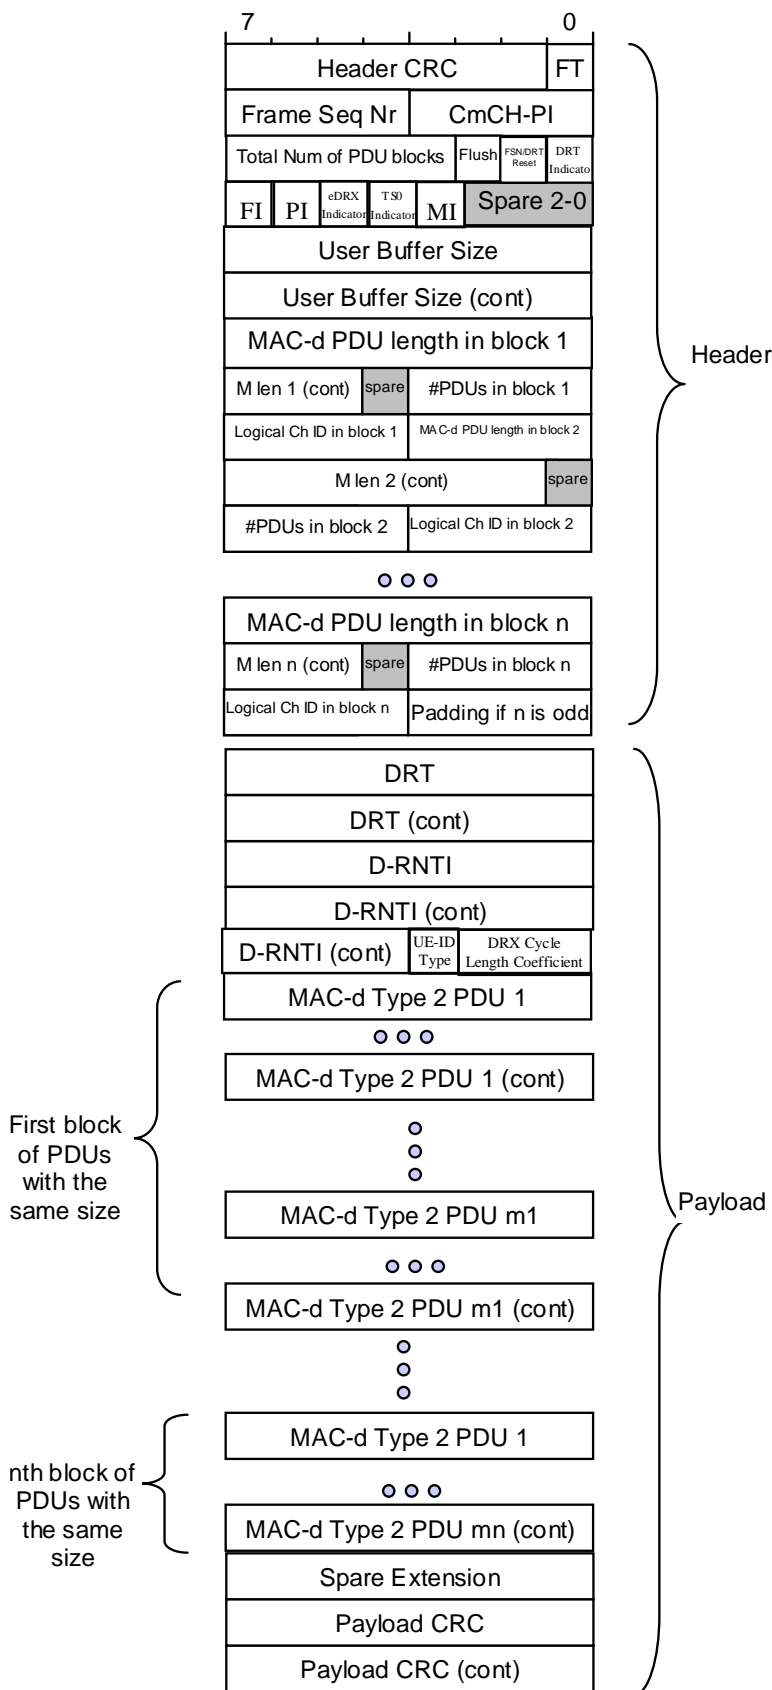 7 0
Header CRC FT
Frame Seq Nr CmCH-PI
Total Num of PDU blocks Flush FSN/DRT Reset DRT Indicato
FI PI eDRX Indicator TS0 Indicator MI Spare 2-0
User Buffer Size
User Buffer Size (cont)
MAC-d PDU length in block 1
Header
M len 1 (cont) spare #PDUs in block 1
Logical Ch ID in block 1 MAC-d PDU length in block 2
M len 2 (cont) spare
#PDUs in block 2 Logical Ch ID in block 2
MAC-d PDU length in block n
M len n (cont) spare #PDUs in block n
Logical Ch ID in block n Padding if n is odd
DRT
DRT (cont)
D-RNTI
D-RNTI (cont)
D-RNTI (cont) UE-ID Type DRX Cycle Length Coefficient
MAC-d Type 2 PDU 1
MAC-d Type 2 PDU 1 (cont)
First block
of PDUs
with the
same size
MAC-d Type 2 PDU m1
Payload
MAC-d Type 2 PDU m1 (cont)
MAC-d Type 2 PDU 1
nth block of
PDUs with
the same
size
MAC-d Type 2 PDU mn (cont)
Spare Extension
Payload CRC
Payload CRC (cont)